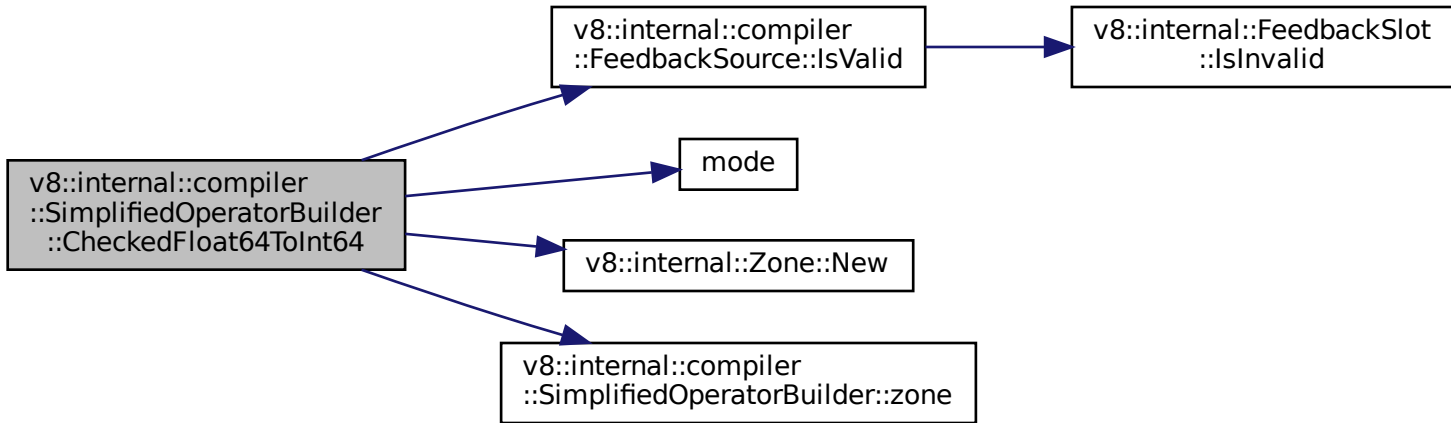 v8::internal::compiler
::SimplifiedOperatorBuilder
::CheckedFloat64ToInt64
v8::internal::compiler
::FeedbackSource::IsValid
v8::internal::FeedbackSlot
::IsInvalid
mode
v8::internal::Zone::New
v8::internal::compiler
::SimplifiedOperatorBuilder::zone